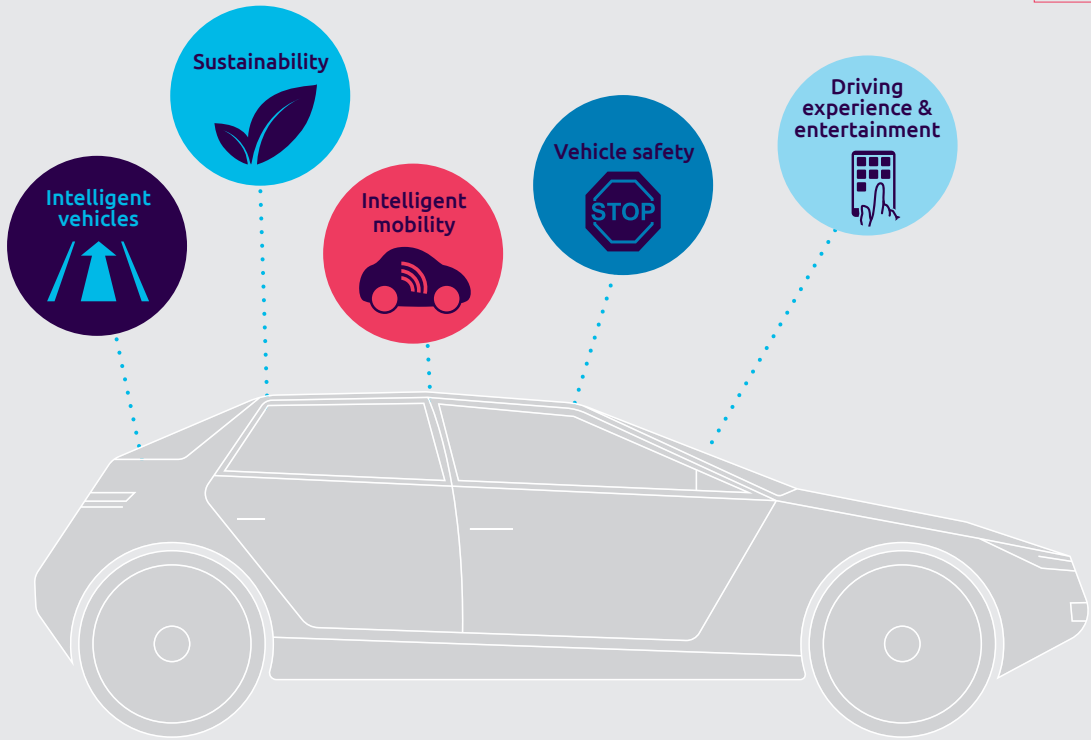 Sustainability
Driving
experience &
entertainment
Vehicle safety
STOP
Intelligent
vehicles
Intelligent
mobility